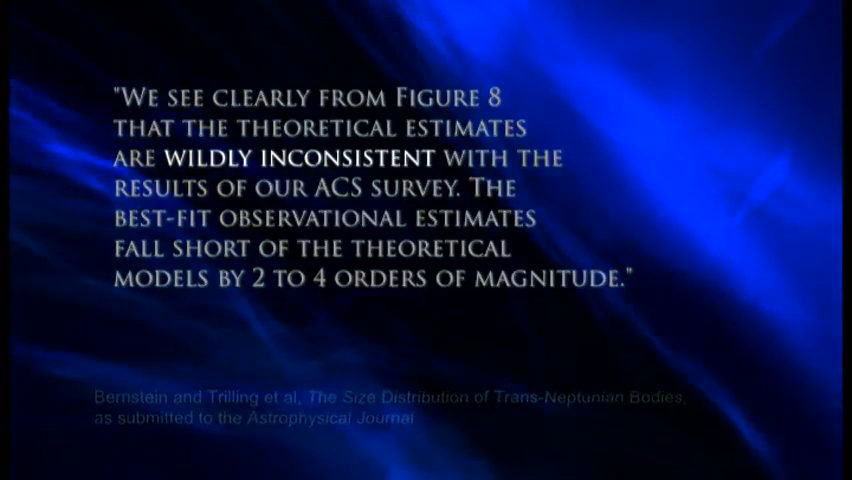 "We see clearly from Figure 8
that the theoretical estimates
are wildly inconsistent with the
results of our ACS survey. The
best-fit observational estimates
fall short of the theoretical
models by 2 to 4 orders of magnitude."
Bernstein and Trilling et al, The Size Distribution of Trans-Neptunian Bodies,
as submitted to the Astrophysical Journal